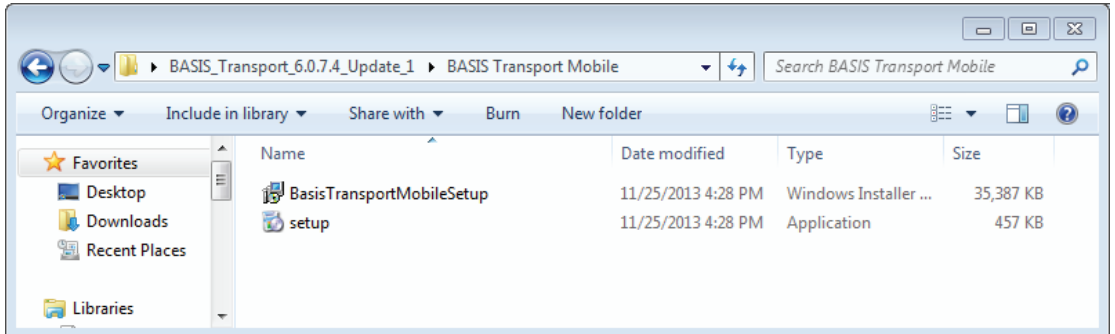 BASIS_Transport_6.0.7.4_Update_1 BASIS Transport Mobile Search BASIS Transport Mobile
Organize Include in library Share with Burn New folder
Favorites
Desktop
Downloads
Recent Places
Libraries
Name Date modified Type Size
BasisTransportMobileSetup 11/25/2013 4:28 PM Windows Installer ... 35,387 KB
setup 11/25/2013 4:28 PM Application 457 KB